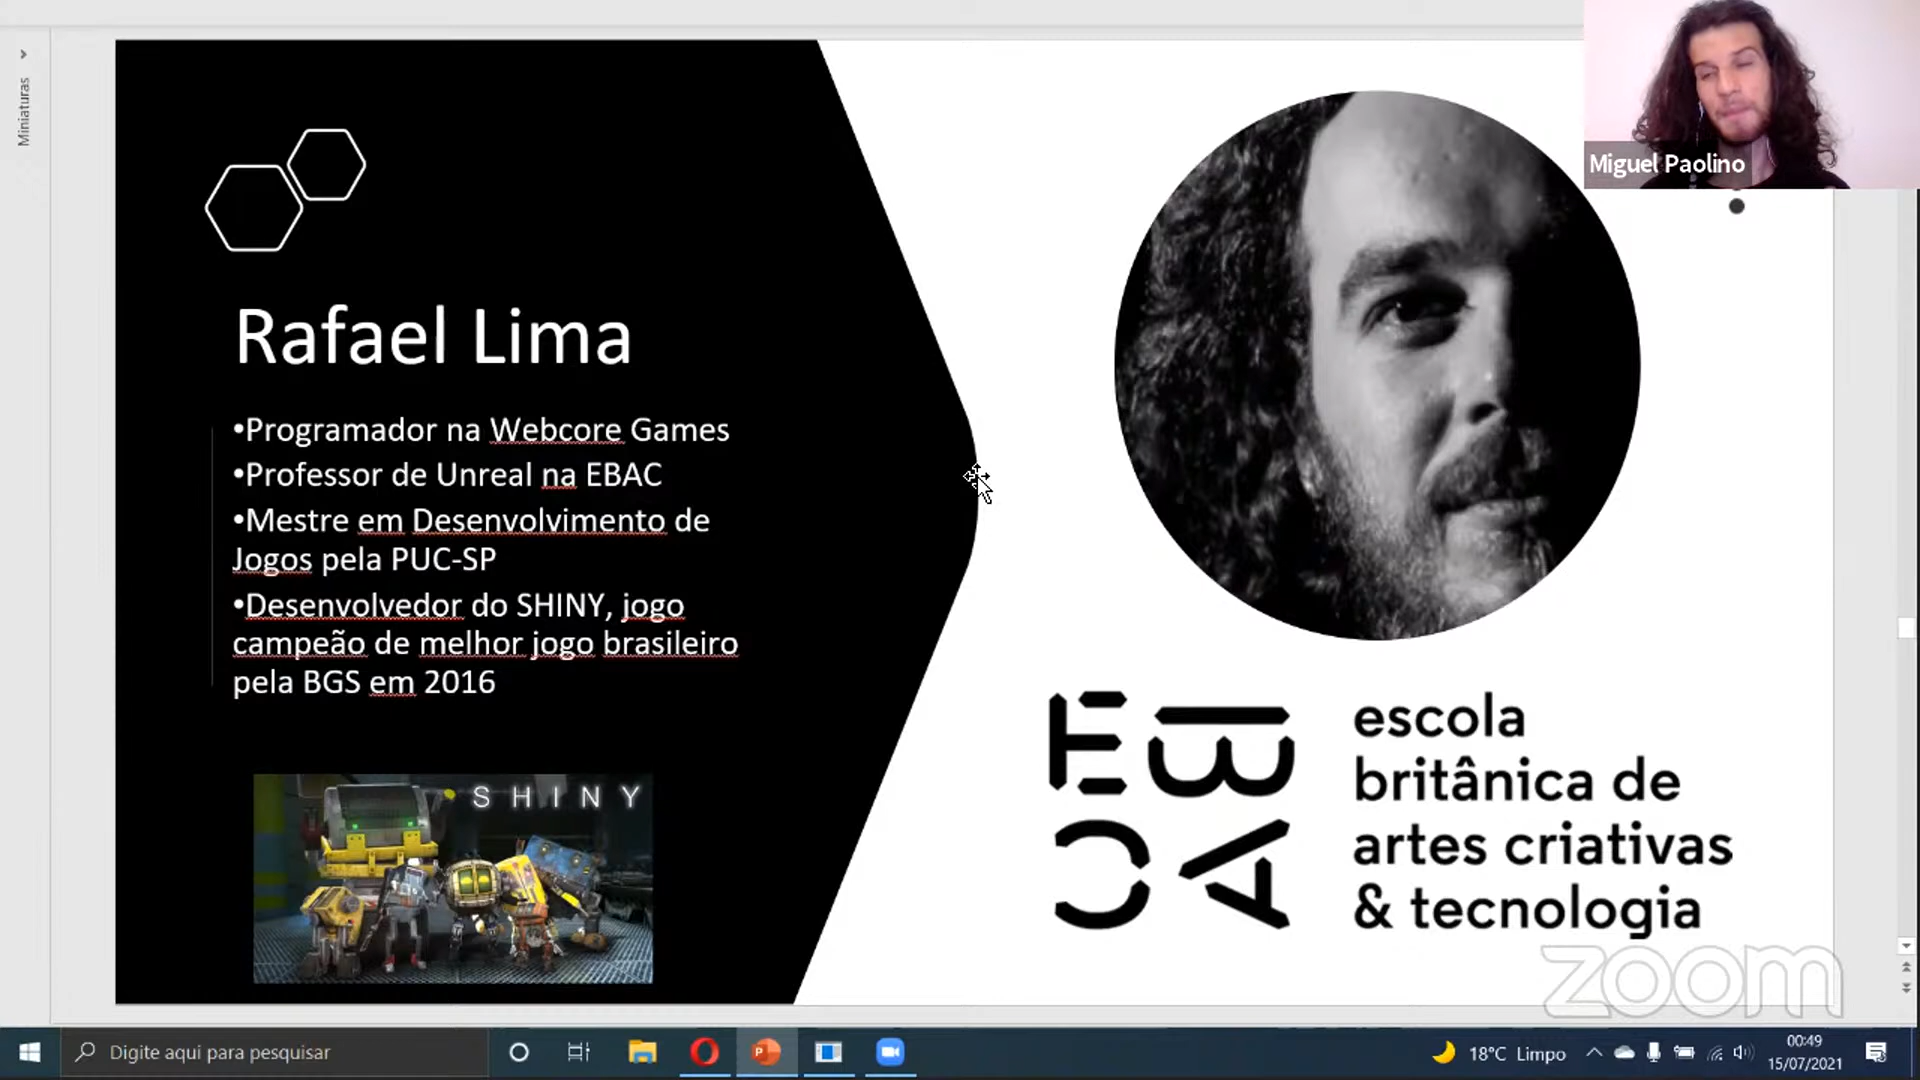 Miniaturas
Miguel Paolino
Rafael Lima
•Programador na Webcore Games
•Professor de Unreal na EBAC
•Mestre em Desenvolvimento de
Jogos pela PUC-SP
•Desenvolvedor do SHINY, jogo
campeão de melhor jogo brasileiro
pela BGS em 2016
SHINY
EBAC
escola
britânica de
artes criativas
& tecnologia
zoom
Digite aqui para pesquisar
18°C Limpo
00:49
15/07/2021